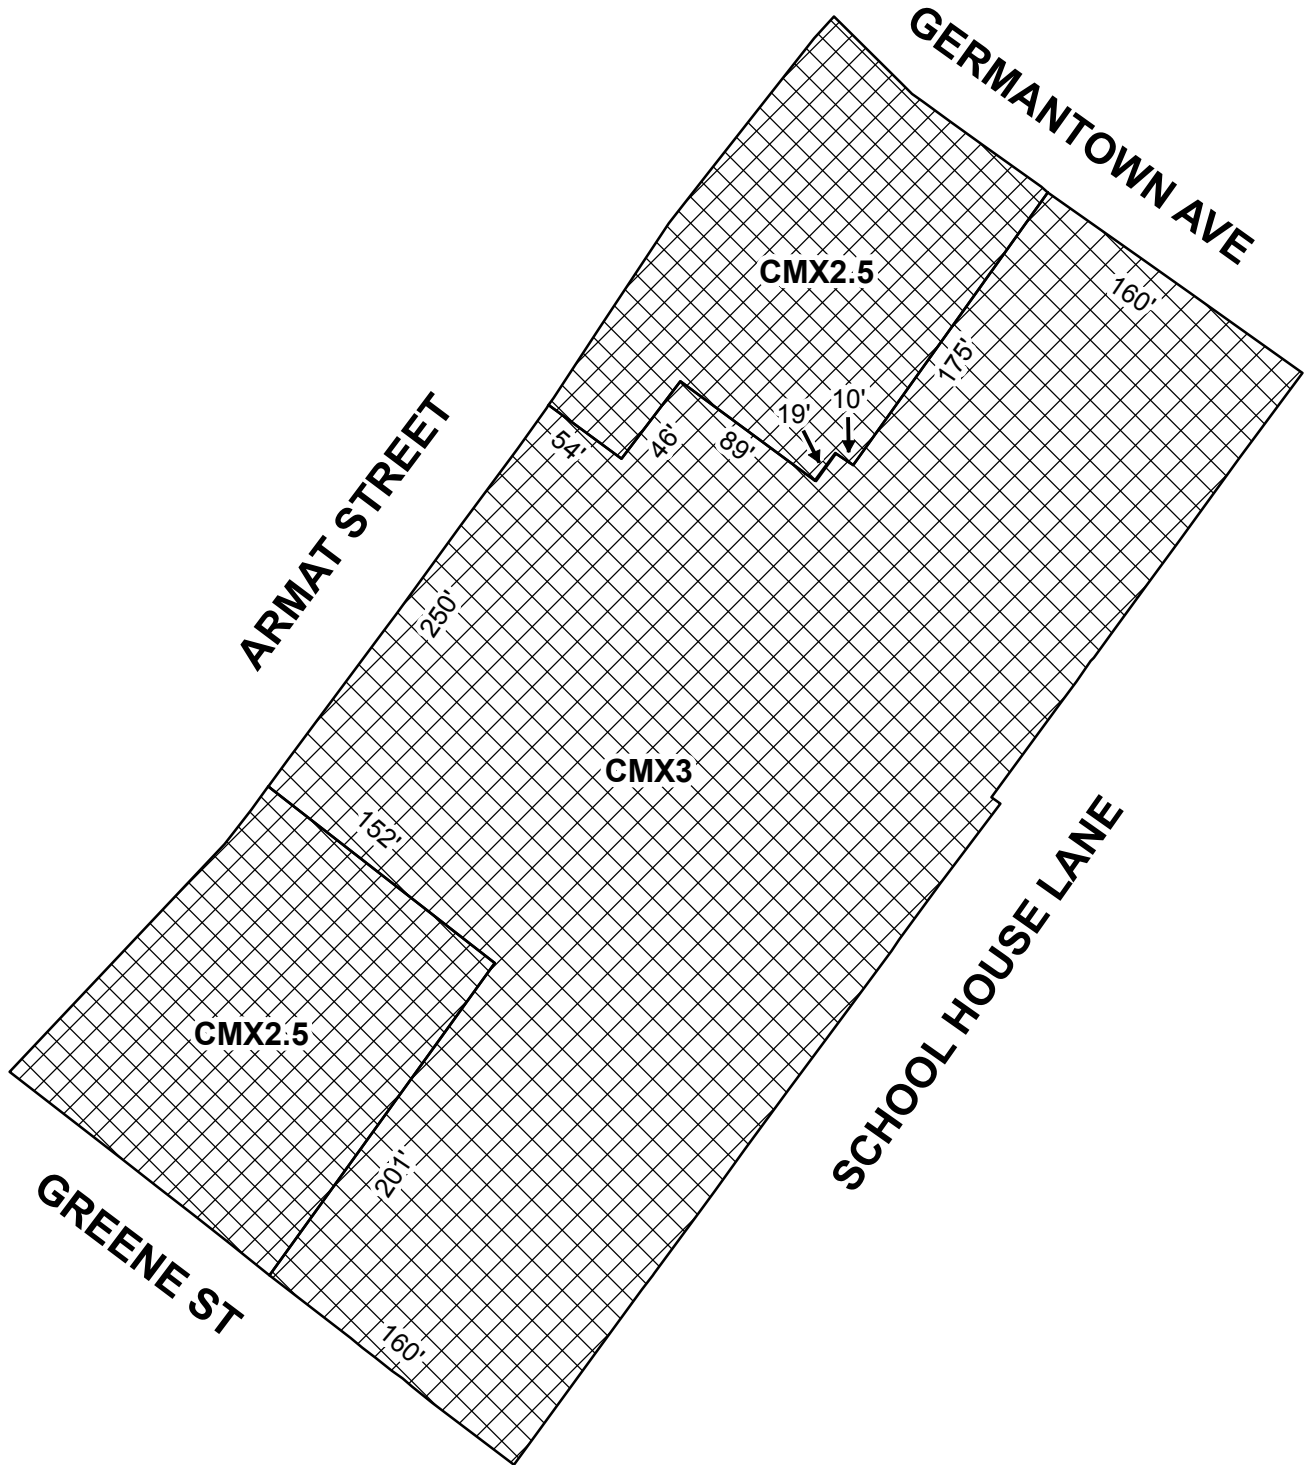 GERMANTOWN AVE
CMX2.5
160'
175'
10'
19'
54'
46'
89'
ARMAT STREET
250'
CMX3
152'
SCHOOL HOUSE LANE
CMX2.5
201'
GREENE ST
160'